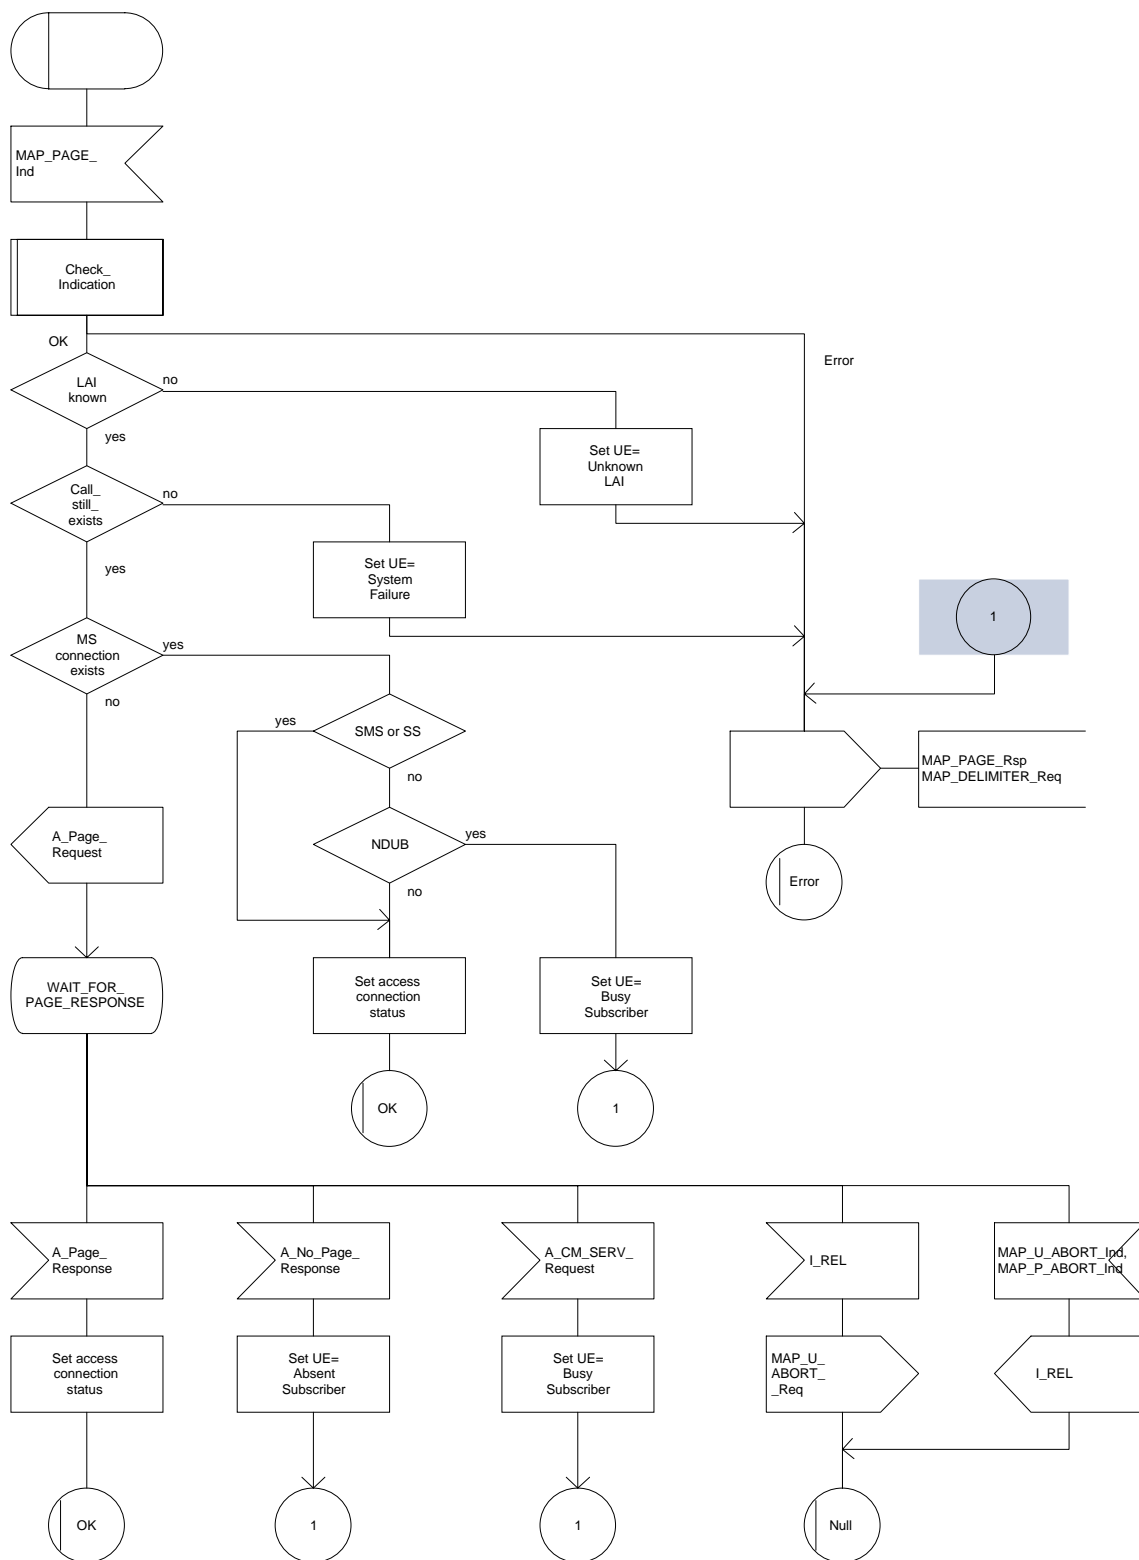 MAP_PAGE_
Ind
Check_
Indication
OK
Error
LAI
known
no
yes
Set UE=
Unknown
LAI
Call_
still_
exists
no
yes
Set UE=
System
Failure
1
MS
connection
exists
yes
no
yes
SMS or SS
no
MAP_PAGE_Rsp
MAP_DELIMITER_Req
A_Page_
Request
NDUB
yes
no
Error
WAIT_FOR_
PAGE_RESPONSE
Set access
connection
status
Set UE=
Busy
Subscriber
OK
1
A_Page_
Response
A_No_Page_
Response
A_CM_SERV_
Request
I_REL
MAP_U_ABORT_Ind,
MAP_P_ABORT_Ind
Set access
connection
status
Set UE=
Absent
Subscriber
Set UE=
Busy
Subscriber
MAP_U_
ABORT_
_Req
I_REL
OK
1
1
Null